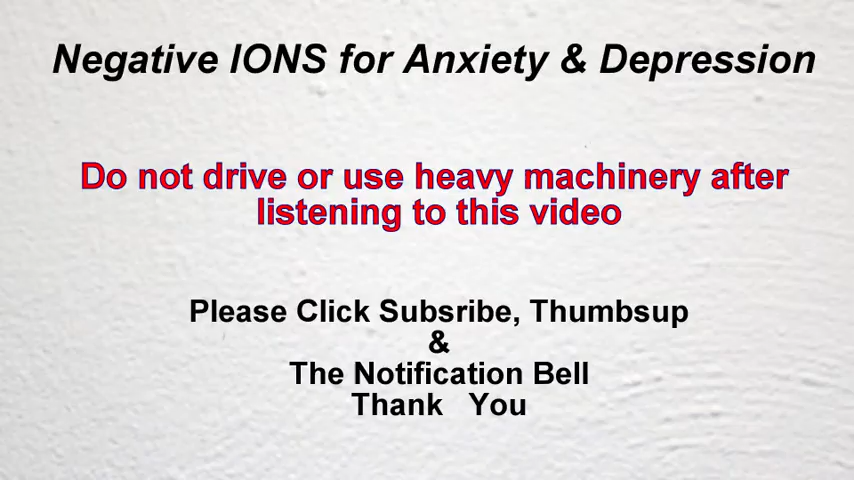 Negative IONS for Anxiety & Depression
Do not drive or use heavy machinery after
listening to this video
Please Click Subsribe, Thumbsup
&
The Notification Bell
Thank You